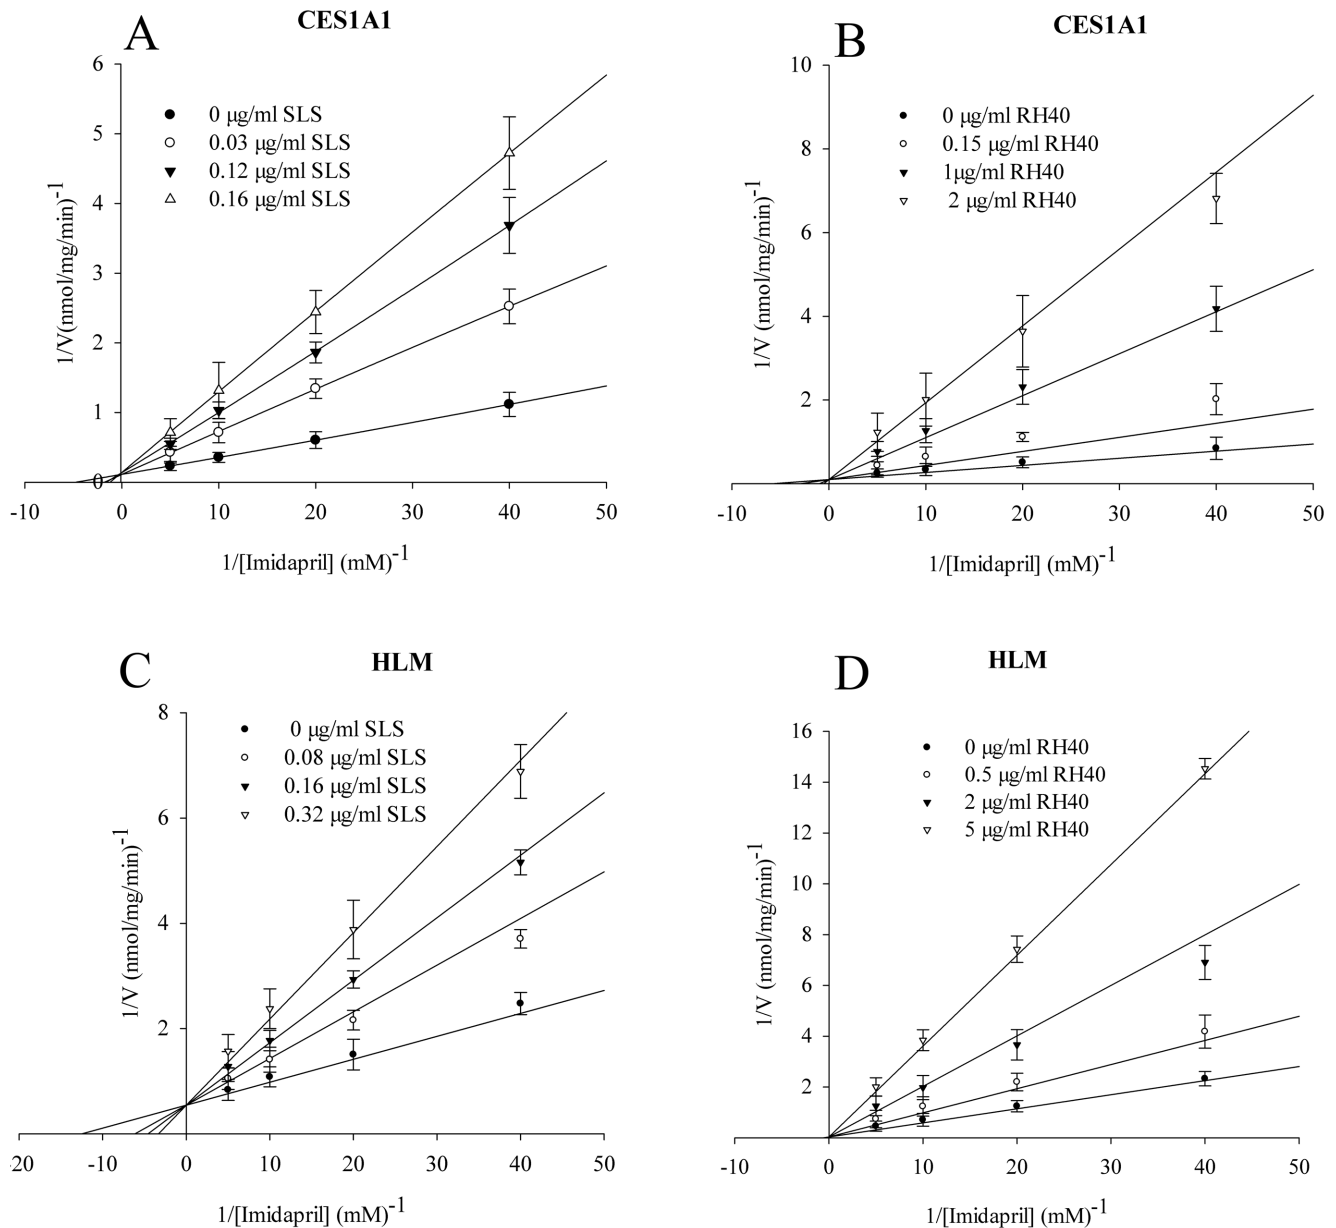 A
CES1A1
6
5
4
3
2
1
0
0 µg/ml SLS
0.03 µg/ml SLS
0.12 µg/ml SLS
0.16 µg/ml SLS
1/V(nmol/mg/min)-1
-10 0 10 20 30 40 50
1/[Imidapril] (mM)-1
B
CES1A1
10
8
6
4
2
0 µg/ml RH40
0.15 µg/ml RH40
1µg/ml RH40
2 µg/ml RH40
1/V (nmol/mg/min)-1
-10 0 10 20 30 40 50
1/[Imidapril] (mM)-1
C
HLM
8
6
4
2
0 µg/ml SLS
0.08 µg/ml SLS
0.16 µg/ml SLS
0.32 µg/ml SLS
1/V (nmol/mg/min)-1
20 -10 0 10 20 30 40 50
1/[Imidapril] (mM)-1
D
HLM
16
14
12
10
8
6
4
2
0 µg/ml RH40
0.5 µg/ml RH40
2 µg/ml RH40
5 µg/ml RH40
1/V (nmol/mg/min)-1
-10 0 10 20 30 40 50
1/[Imidapril] (mM)-1